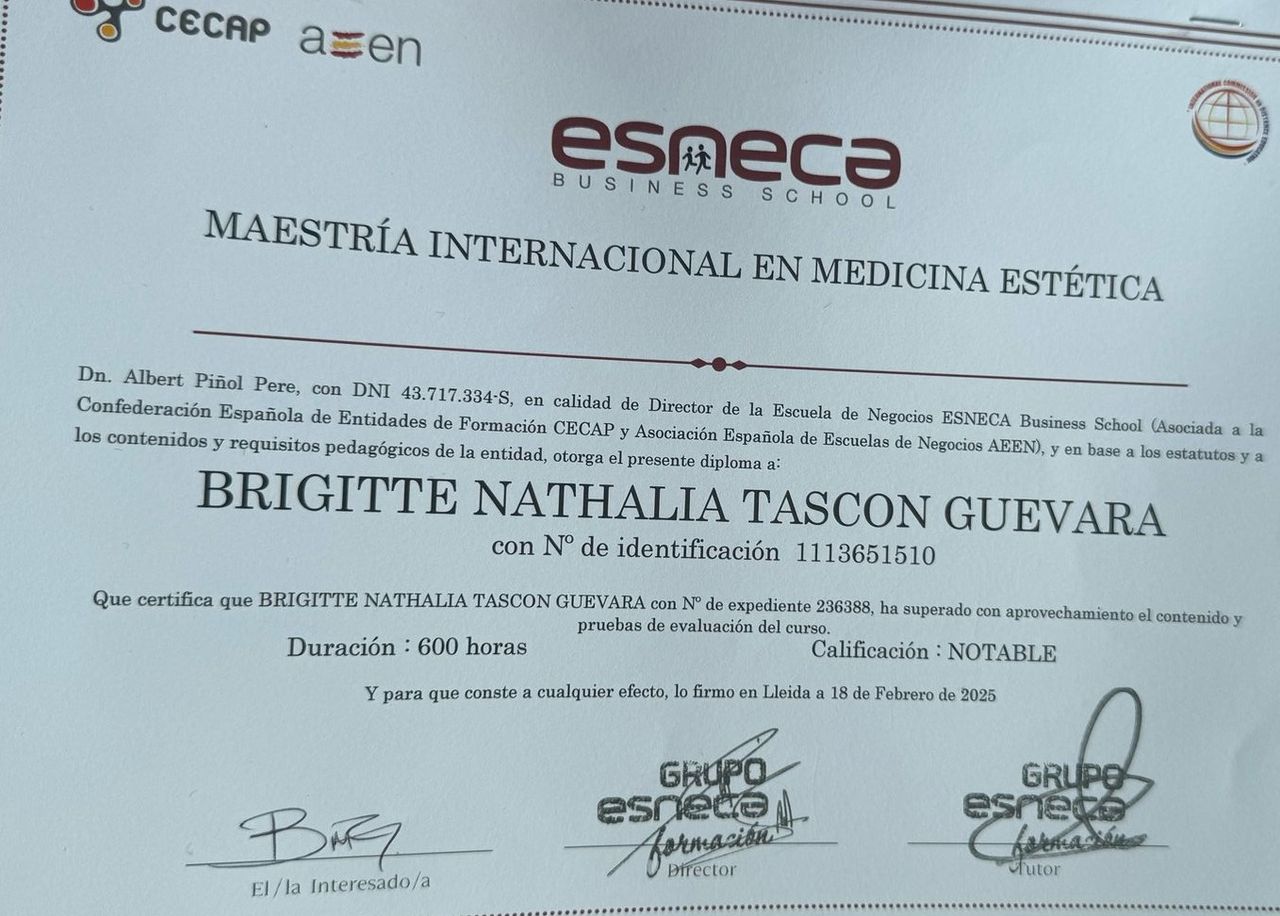 CECAP aeen
INTERNATIONAL COMMISSION ON DISTANCE EDUCATION
esneca
BUSINESS SCHOOL
MAESTRÍA INTERNACIONAL EN MEDICINA ESTÉTICA
Dn. Albert Piñol Pere, con DNI 43.717.334-S, en calidad de Director de la Escuela de Negocios ESNECA Business School (Asociada a la
Confederación Española de Entidades de Formación CECAP y Asociación Española de Escuelas de Negocios AEEN), y en base a los estatutos y a
los contenidos y requisitos pedagógicos de la entidad, otorga el presente diploma a:
BRIGITTE NATHALIA TASCON GUEVARA
con Nº de identificación 1113651510
Que certifica que BRIGITTE NATHALIA TASCON GUEVARA con Nº de expediente 236388, ha superado con aprovechamiento el contenido y
pruebas de evaluación del curso.
Duración : 600 horas Calificación : NOTABLE
Y para que conste a cualquier efecto, lo firmo en Lleida a 18 de Febrero de 2025
GRUPO GRUPO
esneca esneca
formación formación
El/la Interesado/a Director Tutor